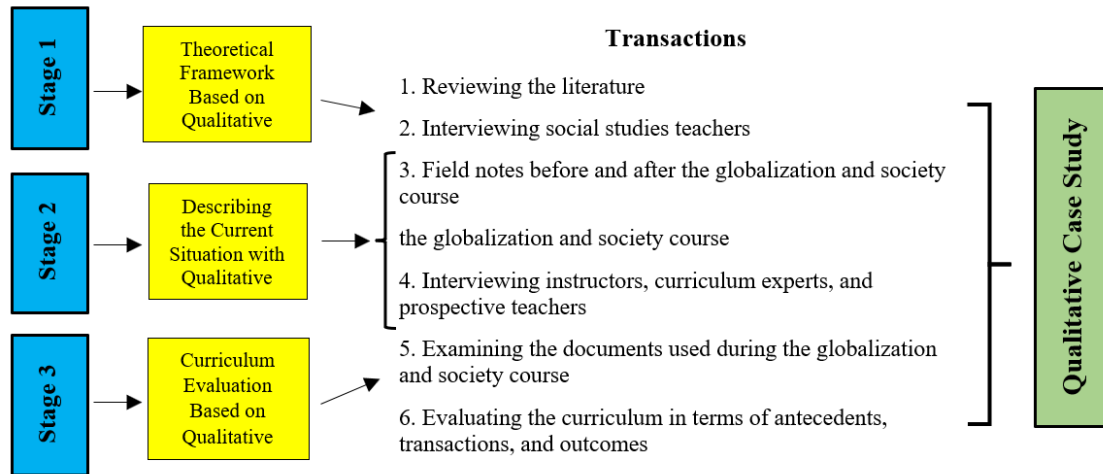 Stage 1
Theoretical
Framework
Based on
Qualitative
Stage 2
Describing
the Current
Situation with
Qualitative
Stage 3
Curriculum
Evaluation
Based on
Qualitative
Transactions
1. Reviewing the literature
2. Interviewing social studies teachers
3. Field notes before and after the globalization and society
course
the globalization and society course
4. Interviewing instructors, curriculum experts, and
prospective teachers
5. Examining the documents used during the globalization
and society course
6. Evaluating the curriculum in terms of antecedents,
transactions, and outcomes
Qualitative Case Study